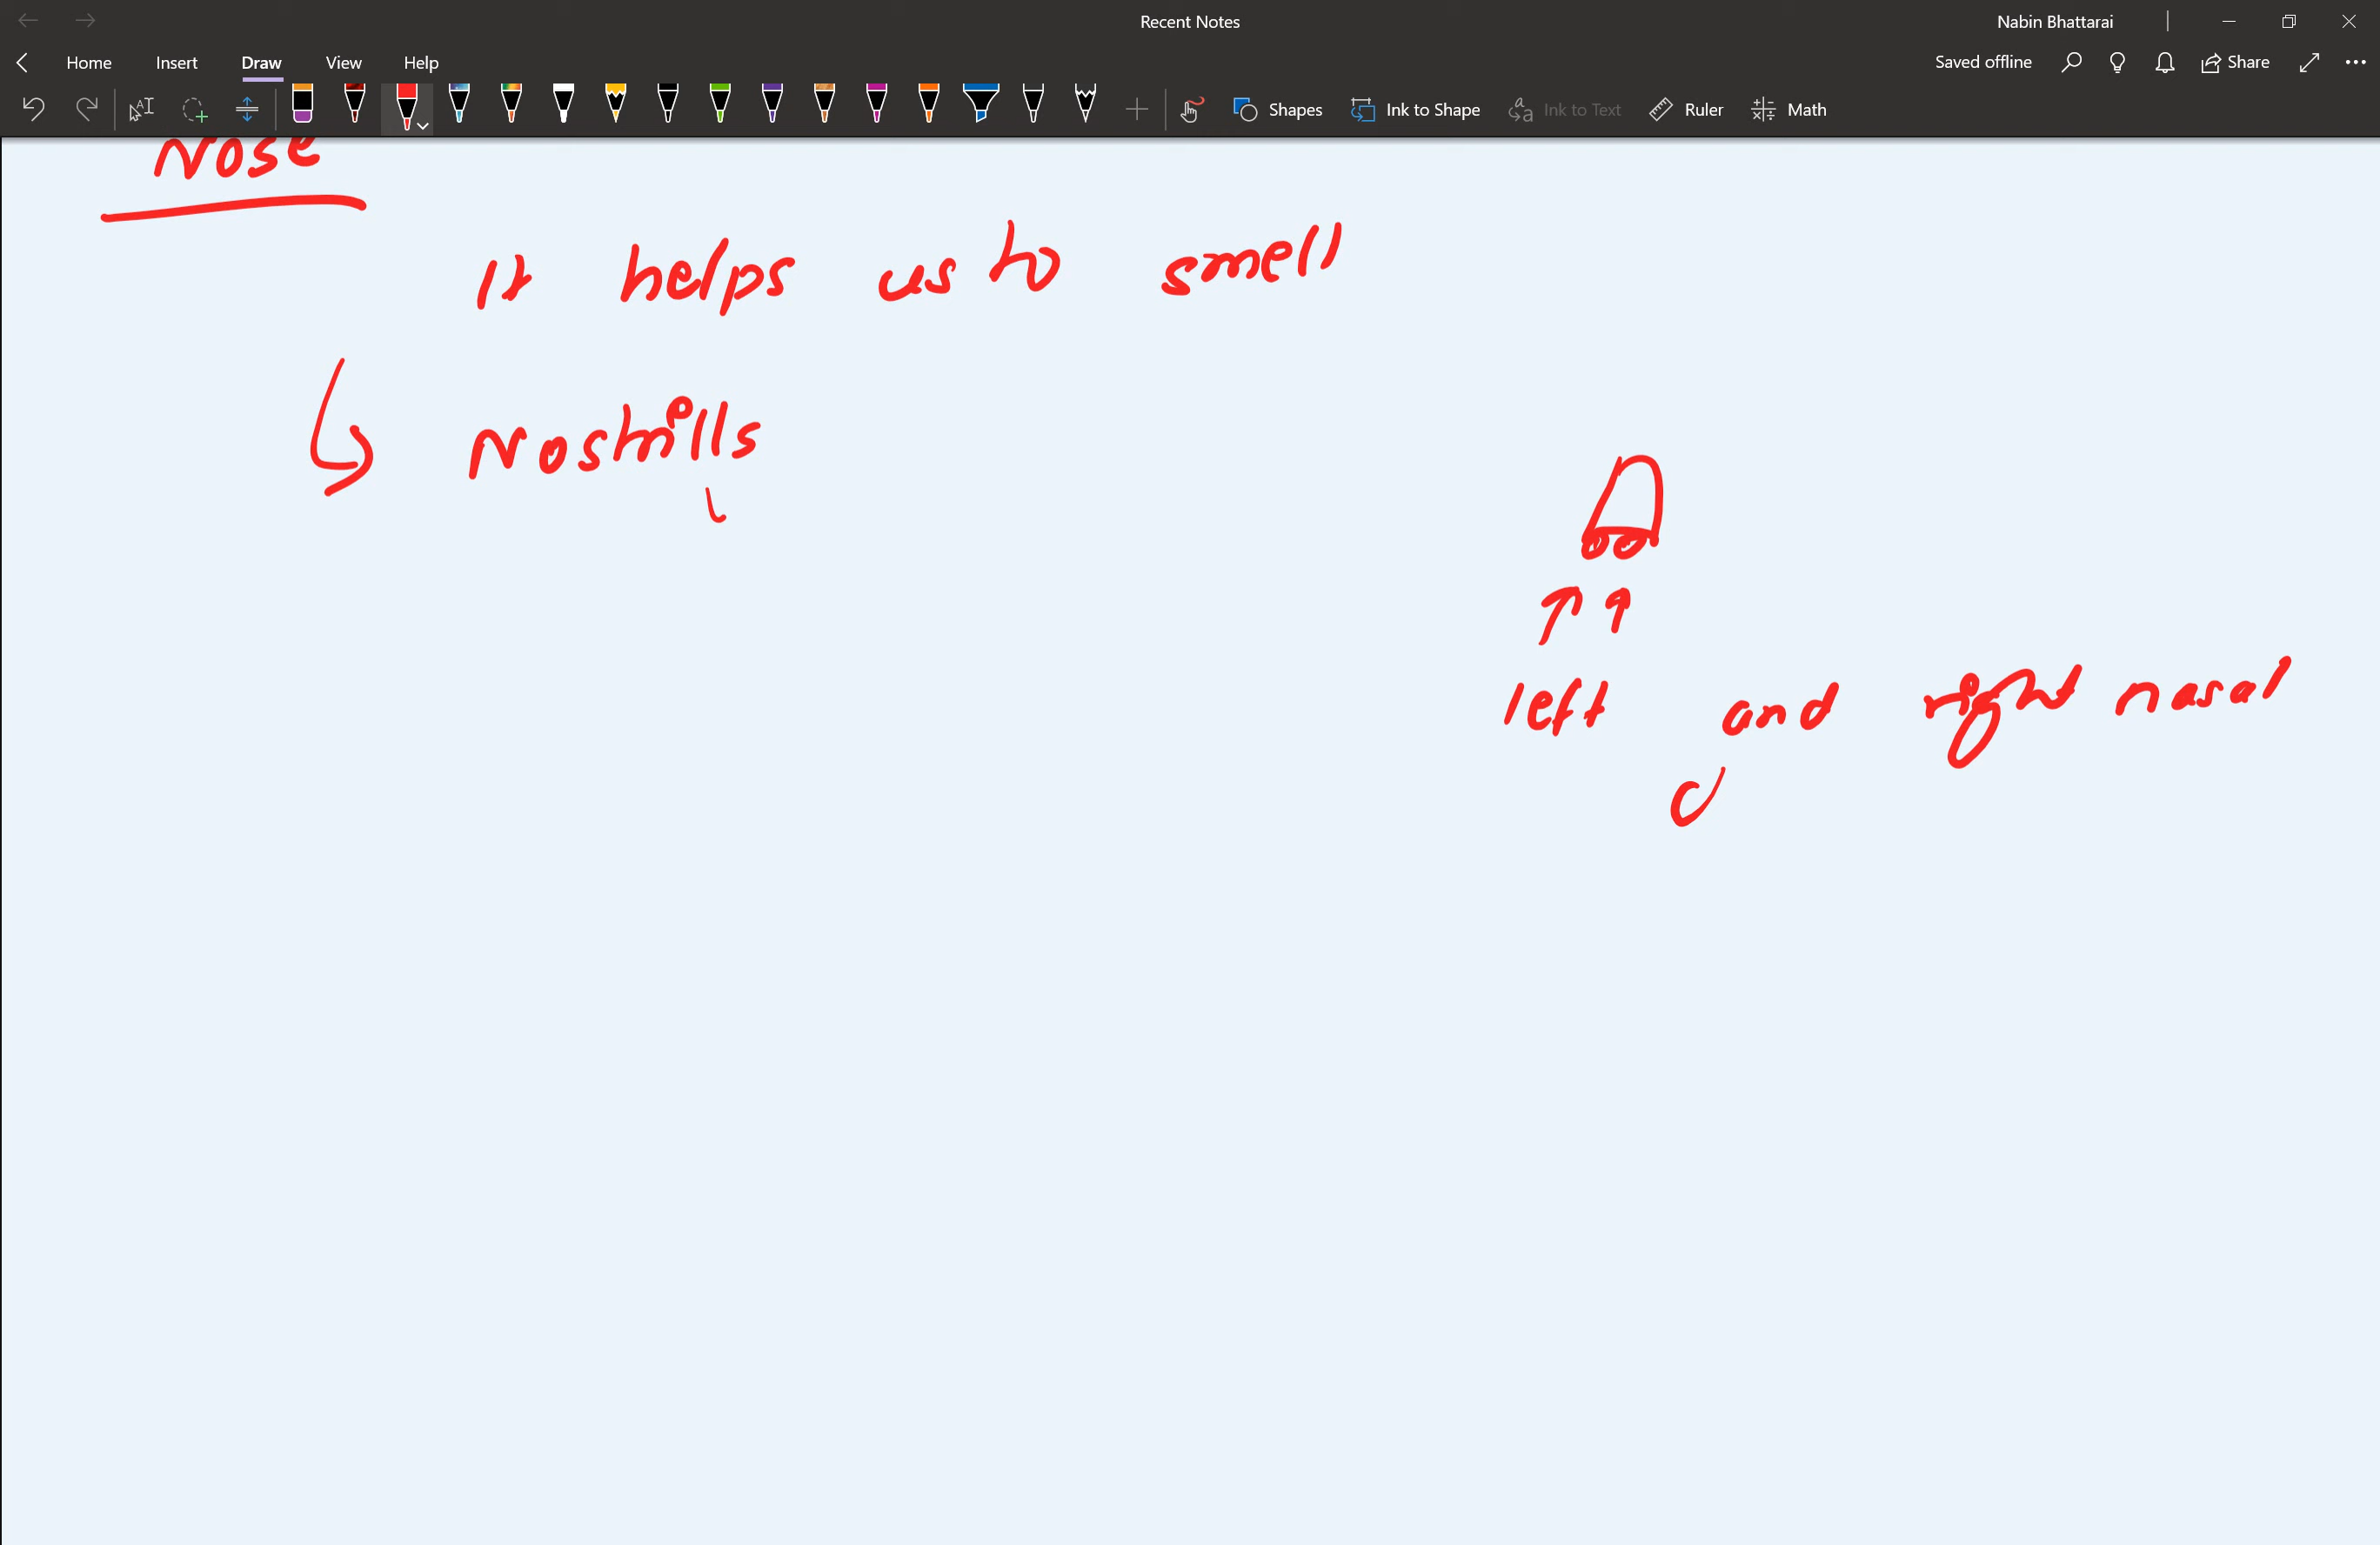 Recent Notes
Nabin Bhattarai
Home Insert Draw View Help
Saved offline
Share
Shapes Ink to Shape Ink to Text Ruler Math
Nose
It helps us to smell
Nostrills
left and right nasal